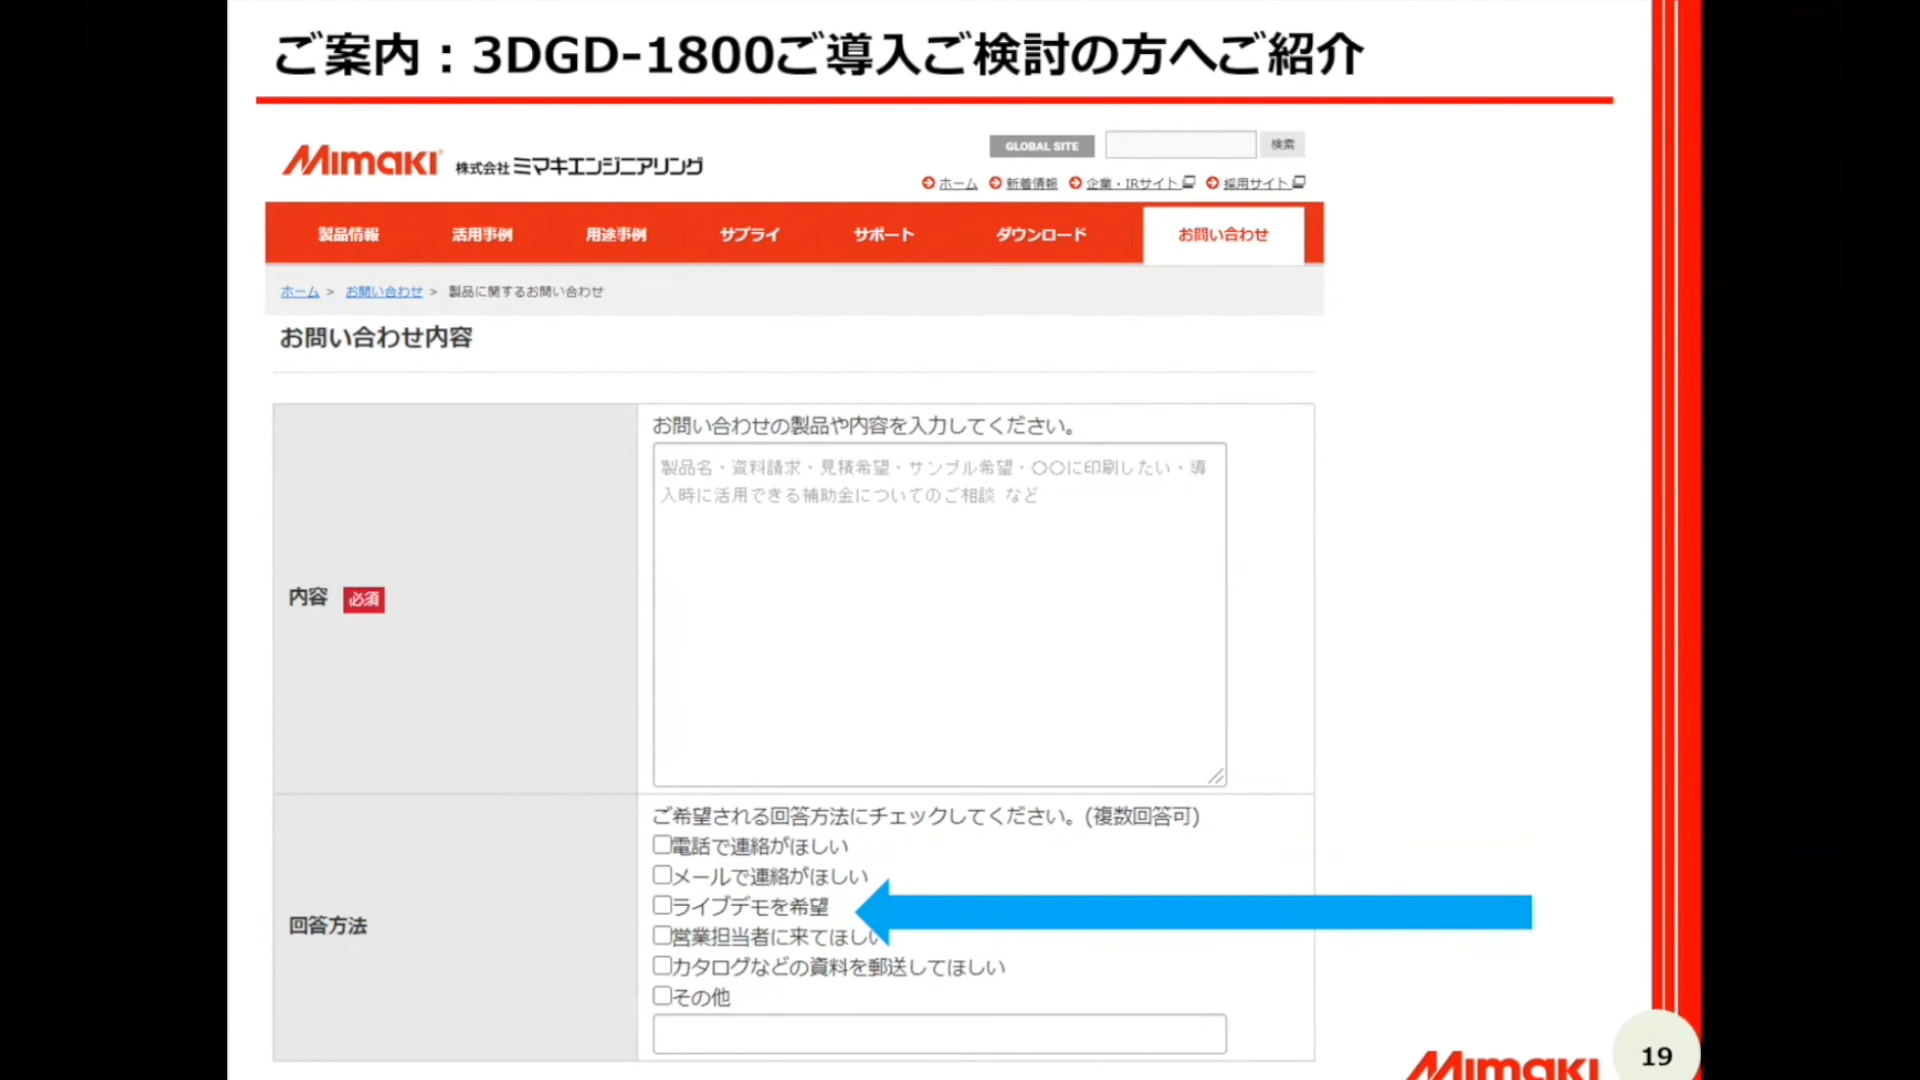 ご案内：3DGD-1800ご導入ご検討の方へご紹介
Mimaki 株式会社ミマキエンジニアリング
GLOBAL SITE 検索
ホーム 新着情報 企業・IRサイト 採用サイト
製品情報 活用事例 用途事例 サプライ サポート ダウンロード お問い合わせ
ホーム > お問い合わせ > 製品に関するお問い合わせ
お問い合わせ内容
お問い合わせの製品や内容を入力してください。
製品名・資料請求・見積希望・サンプル希望・〇〇に印刷したい・導
入時に活用できる補助金についてのご相談 など
内容 必須
ご希望される回答方法にチェックしてください。(複数回答可)
電話で連絡がほしい
メールで連絡がほしい
ライブデモを希望
営業担当者に来てほしい
カタログなどの資料を郵送してほしい
その他
回答方法
Mimaki
19